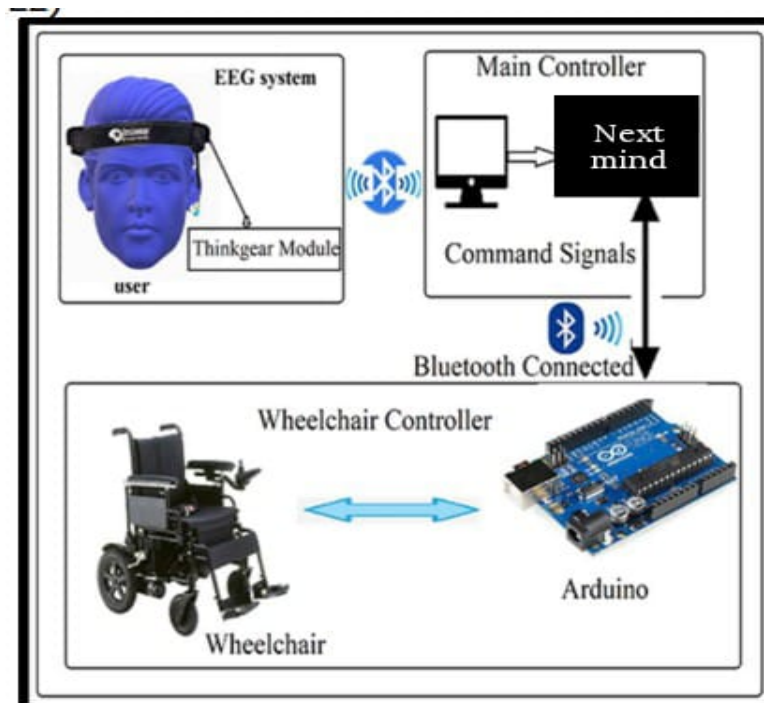 EEG system
Thinkgear Module
user
Main Controller
Next
mind
Command Signals
Bluetooth Connected
Wheelchair Controller
Wheelchair
Arduino